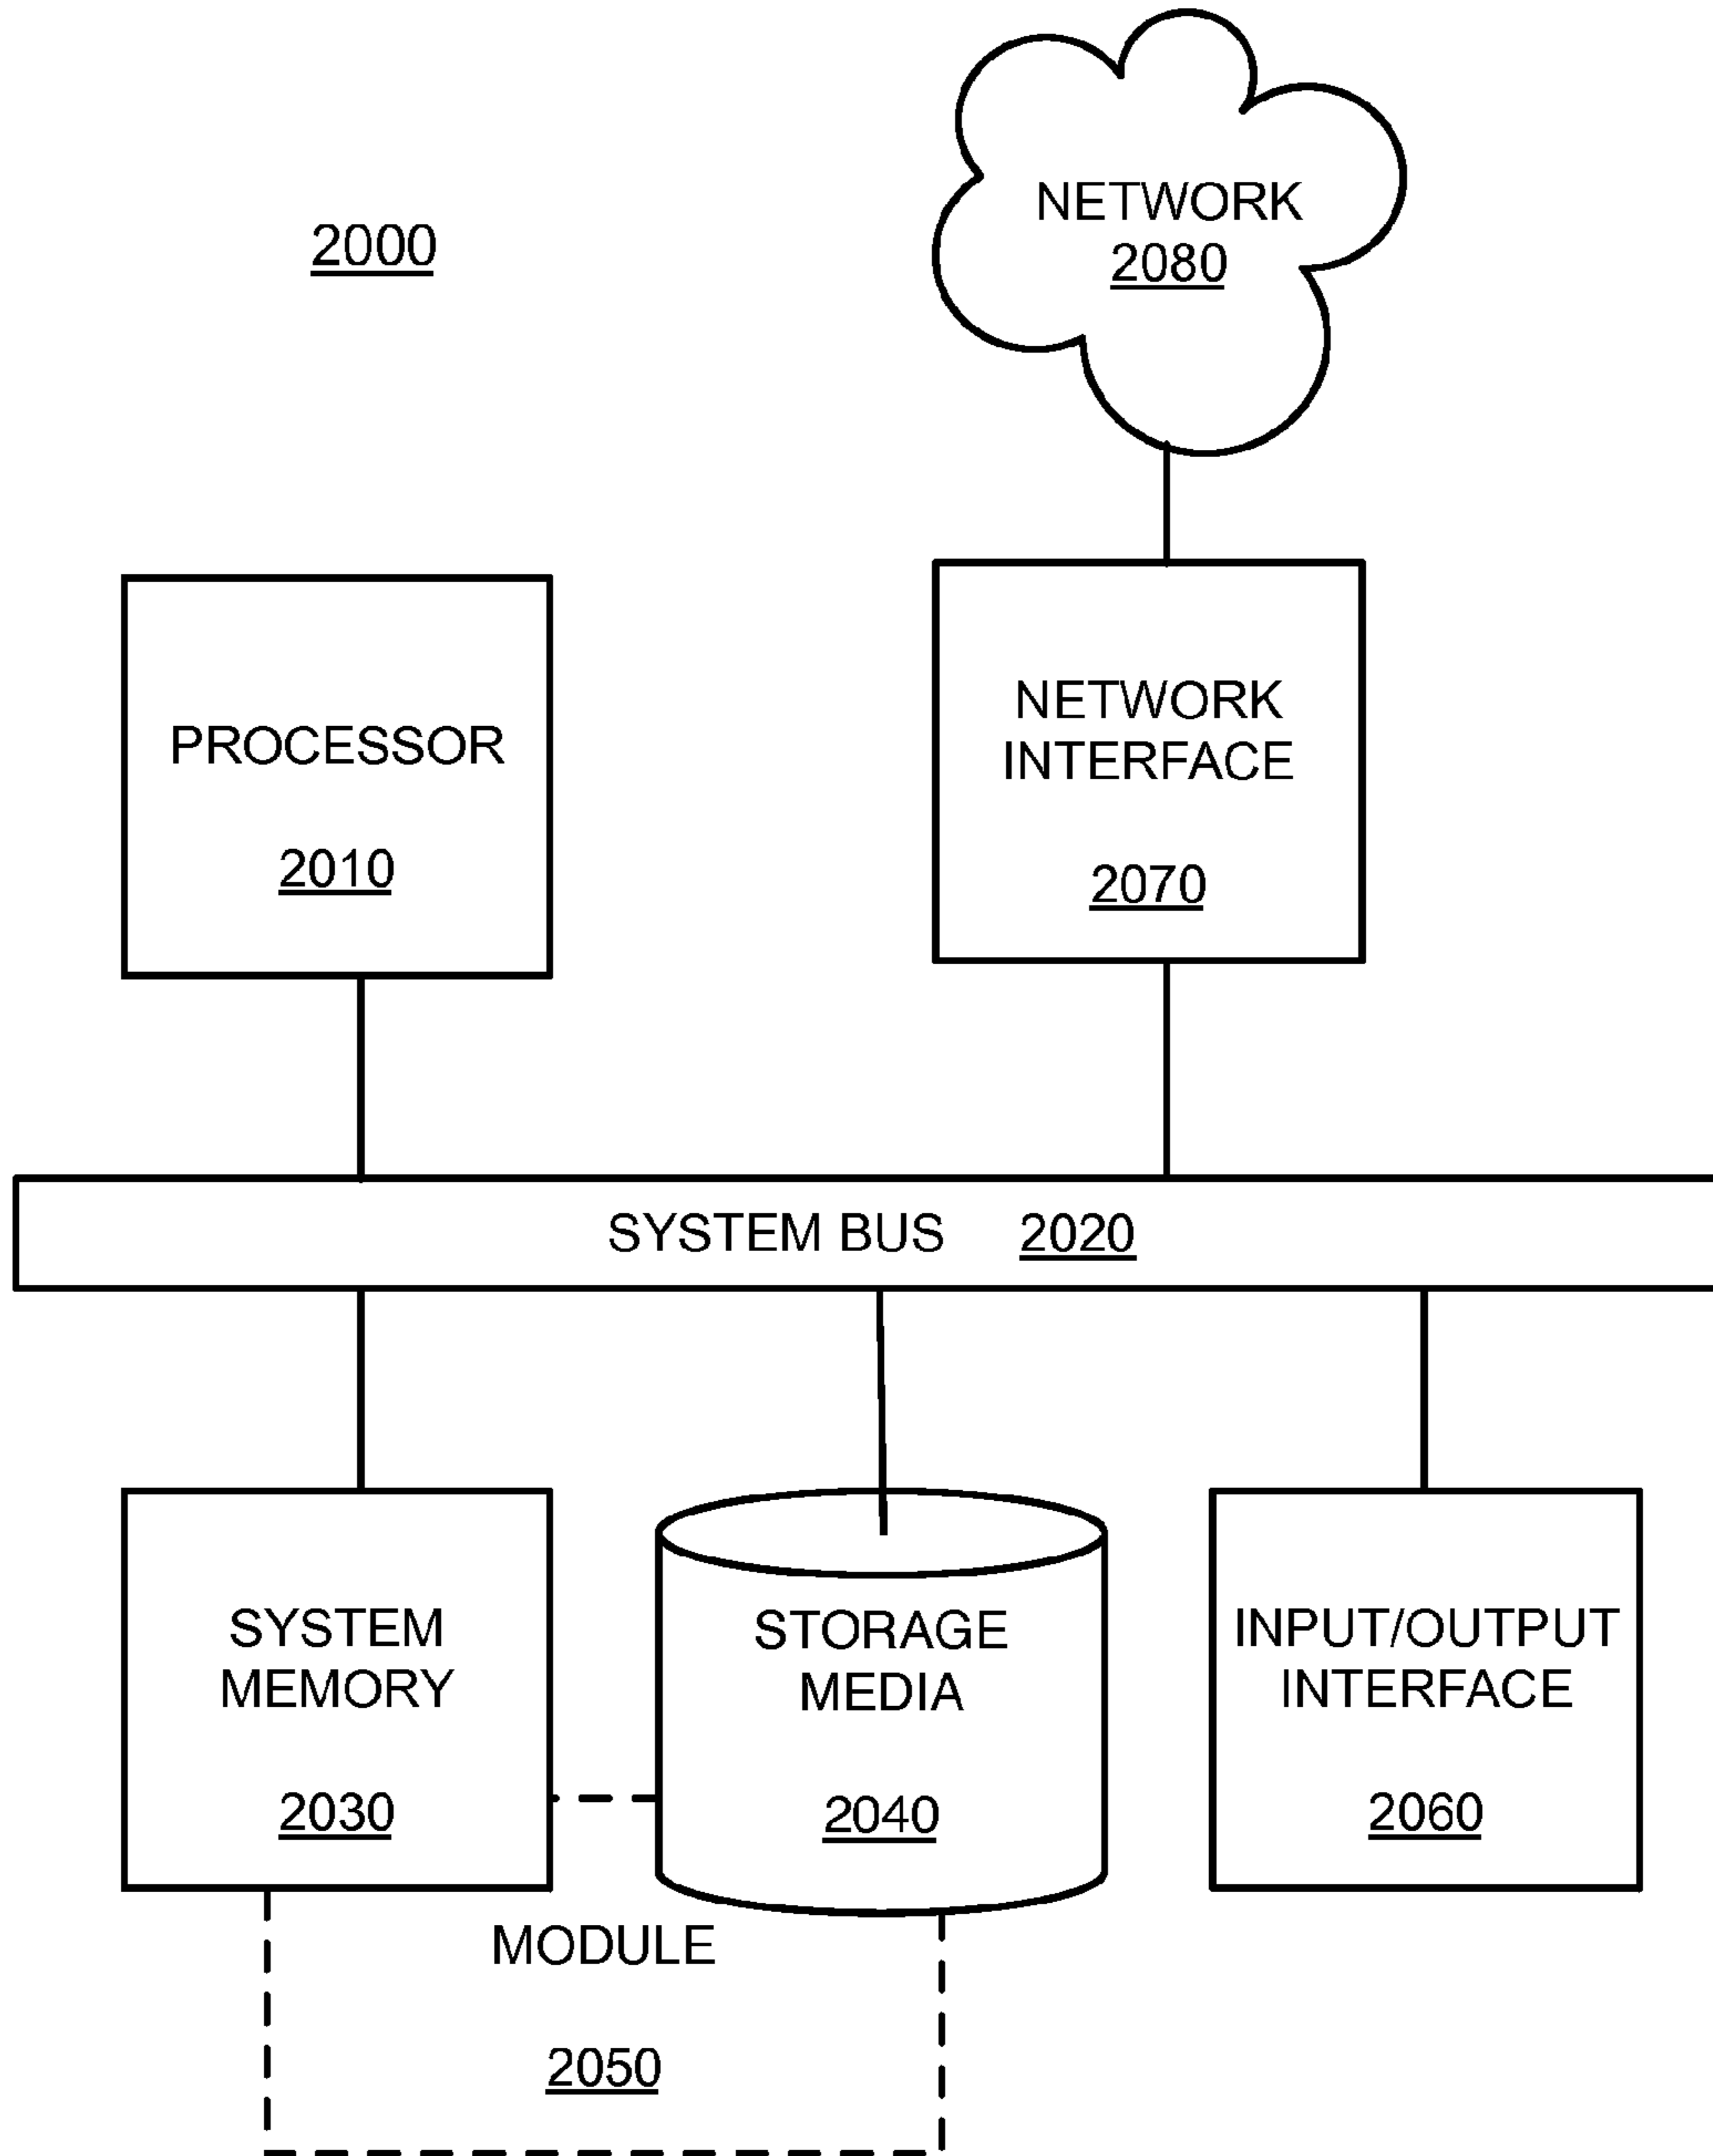 2000
NETWORK
2080
PROCESSOR
2010
NETWORK
INTERFACE
2070
SYSTEM BUS 2020
SYSTEM
MEMORY
2030
STORAGE
MEDIA
2040
INPUT/OUTPUT
INTERFACE
2060
MODULE
2050